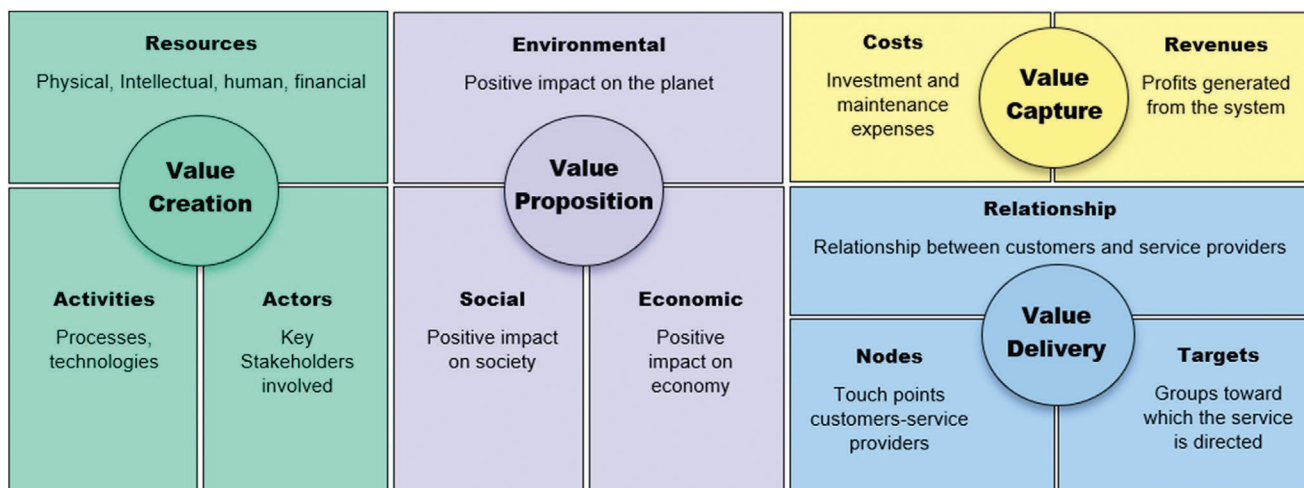 Resources
Physical, Intellectual, human, financial
Value
Creation
Activities
Processes,
technologies
Actors
Key
Stakeholders
involved
Environmental
Positive impact on the planet
Value
Proposition
Social
Positive impact
on society
Economic
Positive
impact on
economy
Costs
Investment and
maintenance
expenses
Value
Capture
Revenues
Profits generated
from the system
Relationship
Relationship between customers and service providers
Value
Delivery
Nodes
Touch points
customers-service
providers
Targets
Groups toward
which the service
is directed